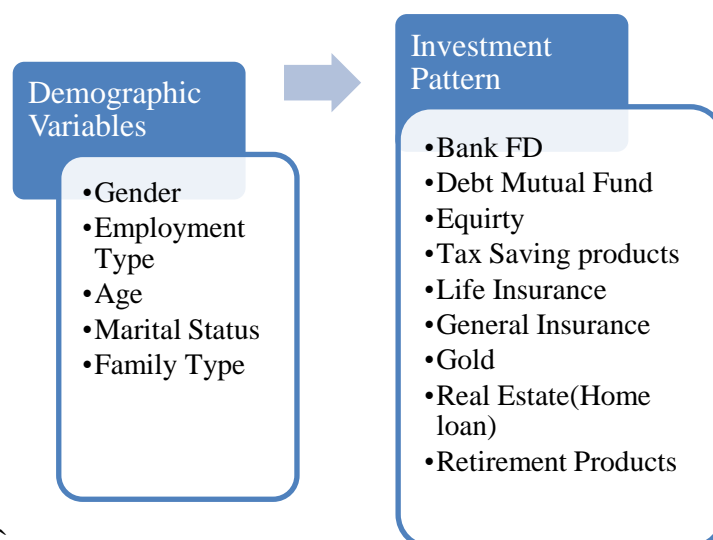 Demographic
Variables
•Gender
•Employment
Type
•Age
•Marital Status
•Family Type
Investment
Pattern
•Bank FD
•Debt Mutual Fund
•Equirty
•Tax Saving products
•Life Insurance
•General Insurance
•Gold
•Real Estate(Home
loan)
•Retirement Products